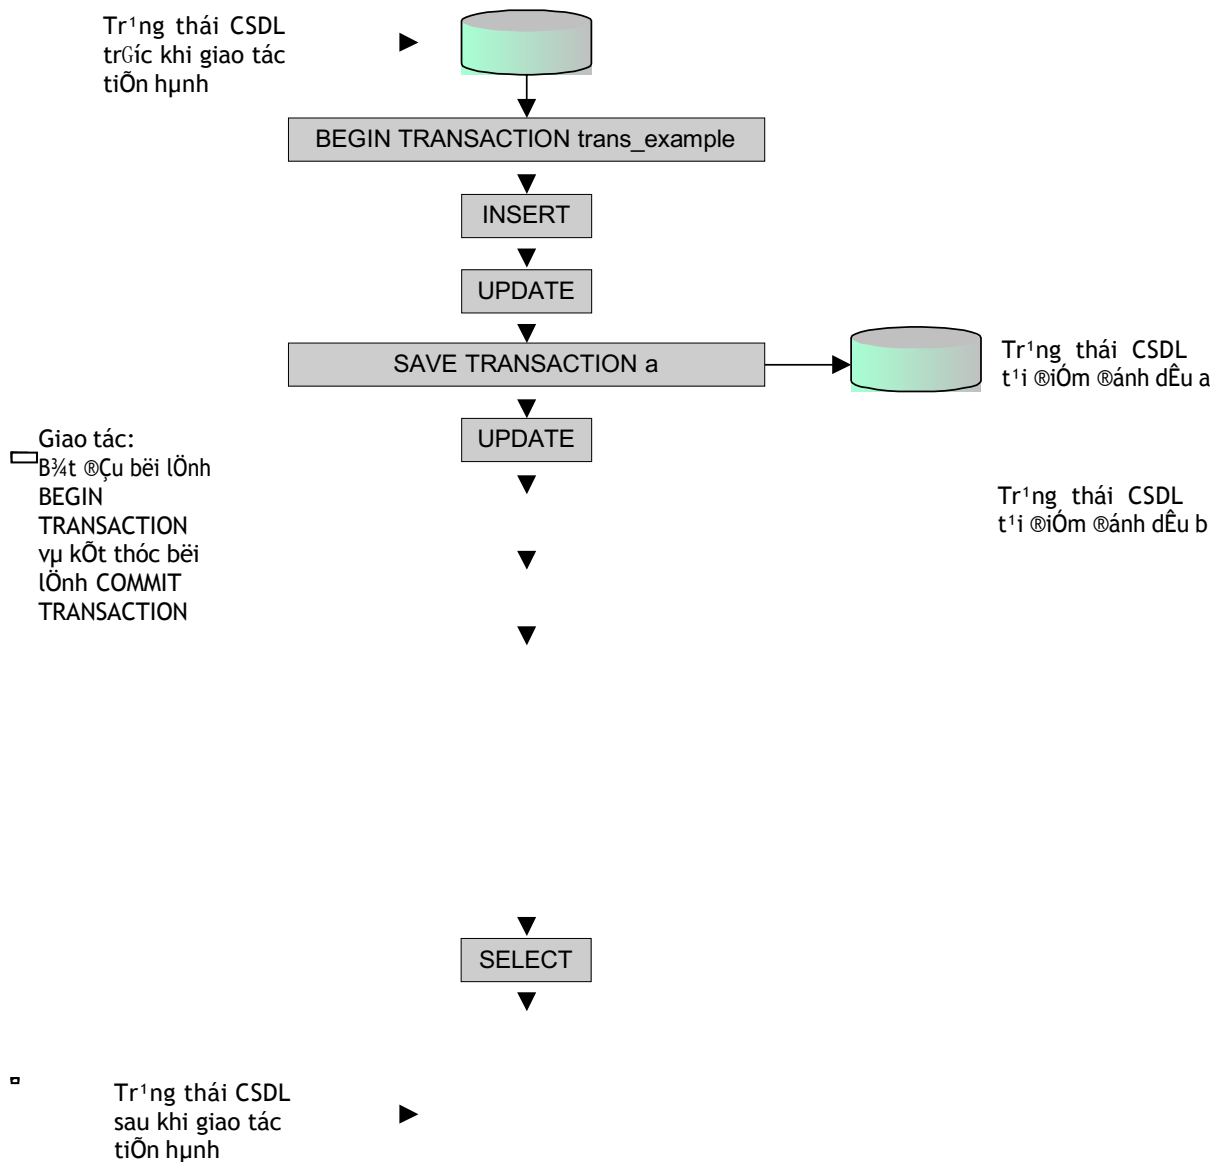 Tr¹ng thái CSDL
trGíc khi giao tác
tiÕn hµnh
BEGIN TRANSACTION trans_example
INSERT
UPDATE
SAVE TRANSACTION a
Tr¹ng thái CSDL
t¹i ®iÓm ®ánh dÊu a
UPDATE
Giao tác:
B¾t ®Çu bëi lÖnh
BEGIN
TRANSACTION
vµ kÕt thóc bëi
lÖnh COMMIT
TRANSACTION
Tr¹ng thái CSDL
t¹i ®iÓm ®ánh dÊu b
SELECT
Tr¹ng thái CSDL
sau khi giao tác
tiÕn hµnh